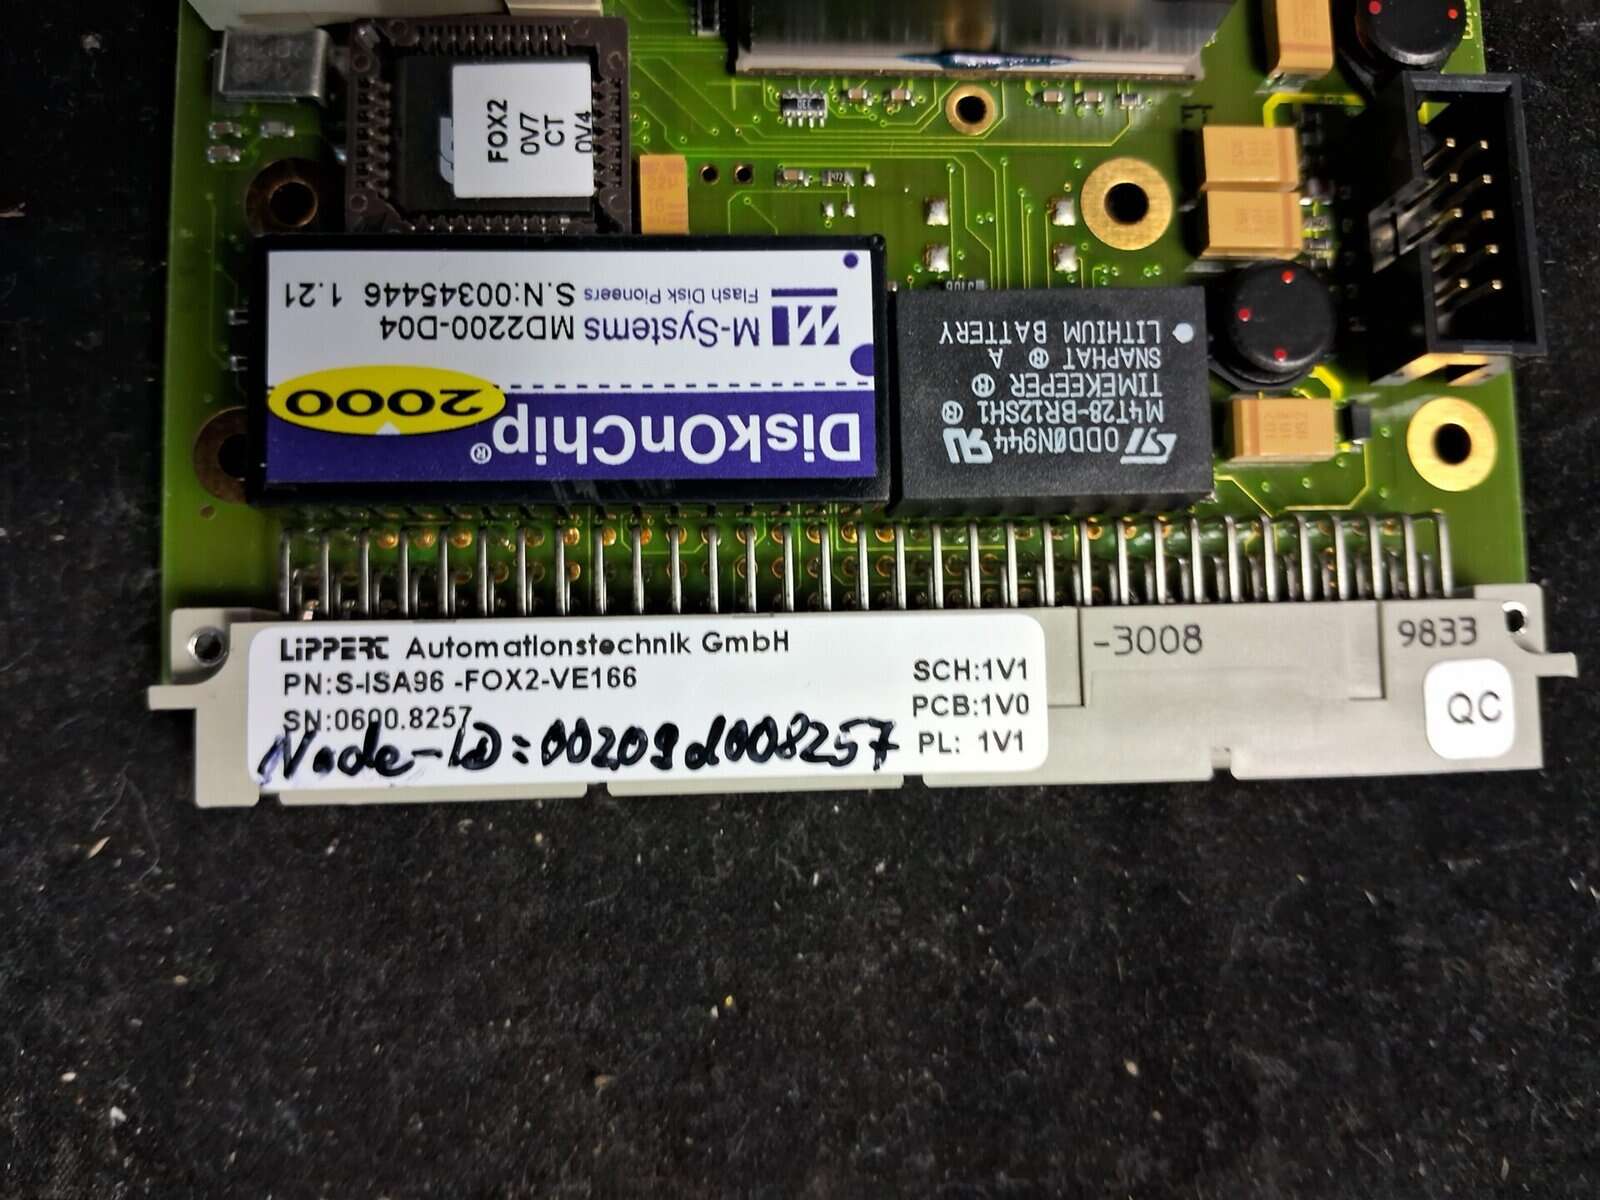 FOX2
0V7
CT
0V4
330
M-Systems MD2200-D04
Flash Disk Pioneers S.N:00345446 1.21
DiskOnChip®
2000
ODD0N944
M4T28-BR12SH1®
TIMEKEEPER ®
SNAPHAT ® A
LITHIUM BATTERY
LiPPERT Automationstechnik GmbH
PN:S-ISA96 -FOX2-VE166
SN:0600.8257
SCH:1V1
PCB:1V0
PL: 1V1
Node-ID:00209d008257
-3008
9833
QC